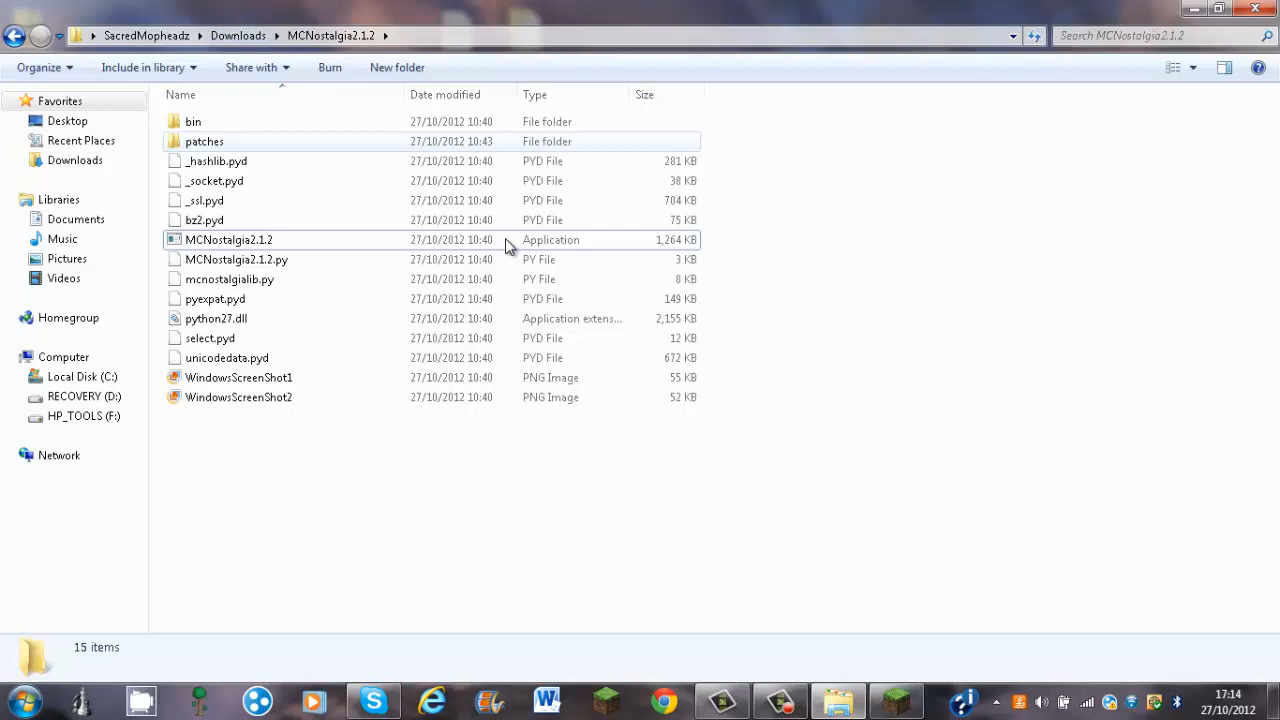 SacredMopheadz Downloads MCNostalgia2.1.2 Search MCNostalgia2.1.2
Organize Include in library Share with Burn New folder
Favorites
Desktop
Recent Places
Downloads
Libraries
Documents
Music
Pictures
Videos
Homegroup
Computer
Local Disk (C:)
RECOVERY (D:)
HP_TOOLS (F:)
Network
Name Date modified Type Size
bin 27/10/2012 10:40 File folder
patches 27/10/2012 10:43 File folder
_hashlib.pyd 27/10/2012 10:40 PYD File 281 KB
_socket.pyd 27/10/2012 10:40 PYD File 38 KB
_ssl.pyd 27/10/2012 10:40 PYD File 704 KB
bz2.pyd 27/10/2012 10:40 PYD File 75 KB
MCNostalgia2.1.2 27/10/2012 10:40 Application 1,264 KB
MCNostalgia2.1.2.py 27/10/2012 10:40 PY File 3 KB
mcnostalgialib.py 27/10/2012 10:40 PY File 8 KB
pyexpat.pyd 27/10/2012 10:40 PYD File 149 KB
python27.dll 27/10/2012 10:40 Application extens... 2,155 KB
select.pyd 27/10/2012 10:40 PYD File 12 KB
unicodedata.pyd 27/10/2012 10:40 PYD File 672 KB
WindowsScreenShot1 27/10/2012 10:40 PNG Image 55 KB
WindowsScreenShot2 27/10/2012 10:40 PNG Image 52 KB
15 items
17:14
27/10/2012